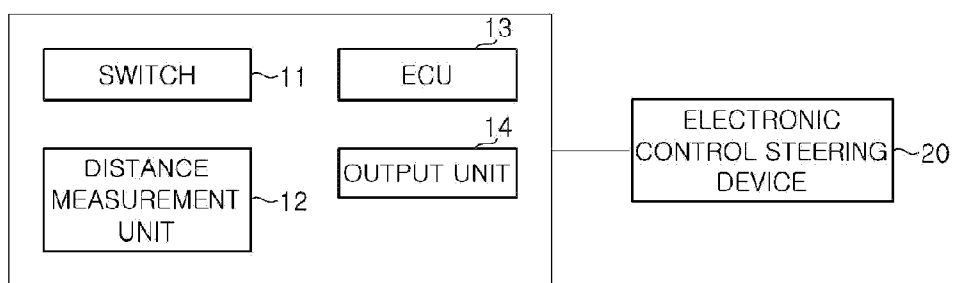 13
SWITCH
11
ECU
14
DISTANCE
MEASUREMENT
UNIT
12
OUTPUT UNIT
ELECTRONIC
CONTROL STEERING
DEVICE
20